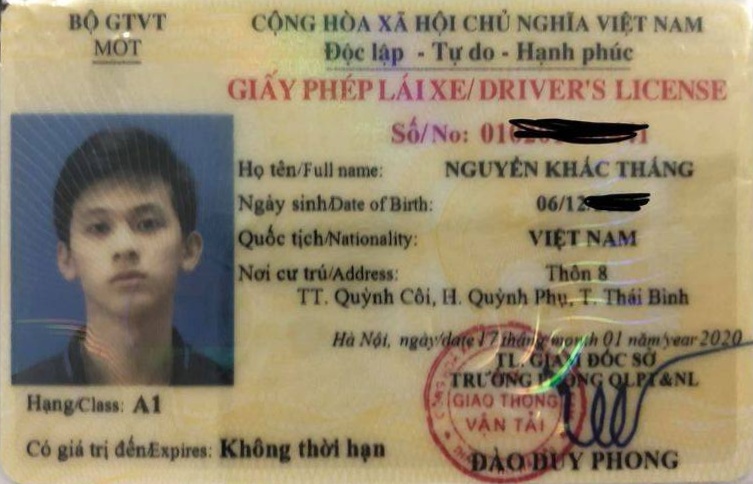 BỘ GTVT
MOT
CỘNG HÒA XÃ HỘI CHỦ NGHĨA VIỆT NAM
Độc lập - Tự do - Hạnh phúc
GIẤY PHÉP LÁI XE/DRIVER'S LICENSE
Số/No:
Họ tên/Full name: NGUYỄN KHẮC THẮNG
Ngày sinh/Date of Birth: 06/12
Quốc tịch/Nationality: VIỆT NAM
Nơi cư trú/Address: Thôn 8
TT. Quỳnh Côi, H. Quỳnh Phụ, T. Thái Bình
Hà Nội, ngày/date 17 tháng/month 01 năm/year 2020
TL. GIÁM ĐỐC SỞ
TRƯỞNG PHÒNG QLPT&NL
GIAO THÔNG
VẬN TẢI
Hạng/Class: A1
Có giá trị đến/Expires: Không thời hạn
ĐÀO DUY PHONG